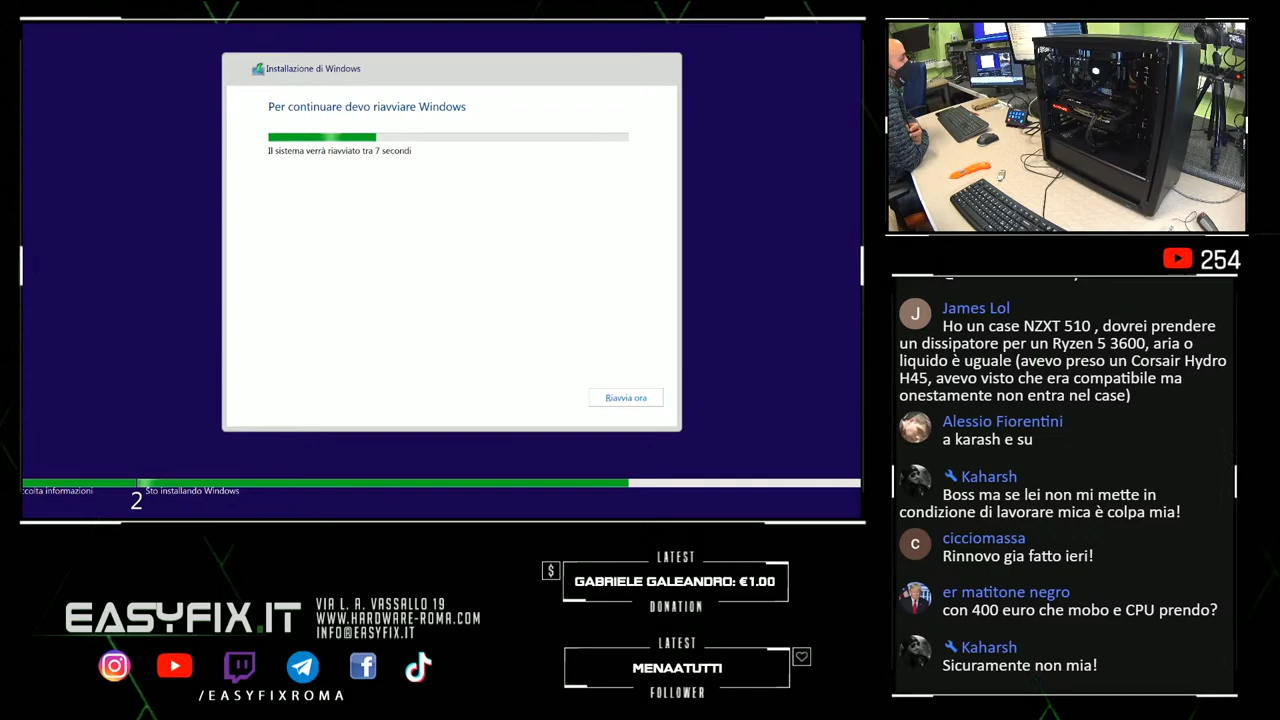 Installazione di Windows
Per continuare devo riavviare Windows
Il sistema verrà riavviato tra 7 secondi
Riavvia ora
colta informazioni
2
Sto installando Windows
254
James Lol
Ho un case NZXT 510 , dovrei prendere
un dissipatore per un Ryzen 5 3600, aria o
liquido è uguale (avevo preso un Corsair Hydro
H45, avevo visto che era compatibile ma
onestamente non entra nel case)
Alessio Fiorentini
a karash e su
Kaharsh
Boss ma se lei non mi mette in
condizione di lavorare mica è colpa mia!
cicciomassa
Rinnovo gia fatto ieri!
er matitone negro
con 400 euro che mobo e CPU prendo?
Kaharsh
Sicuramente non mia!
EASYFIX.IT
VIA L. A. VASSALLO 19
WWW.HARDWARE-ROMA.COM
INFO@EASYFIX.IT
/EASYFIXROMA
LATEST
$
GABRIELE GALEANDRO: €1.00
DONATION
LATEST
MENAATUTTI
FOLLOWER
J
C